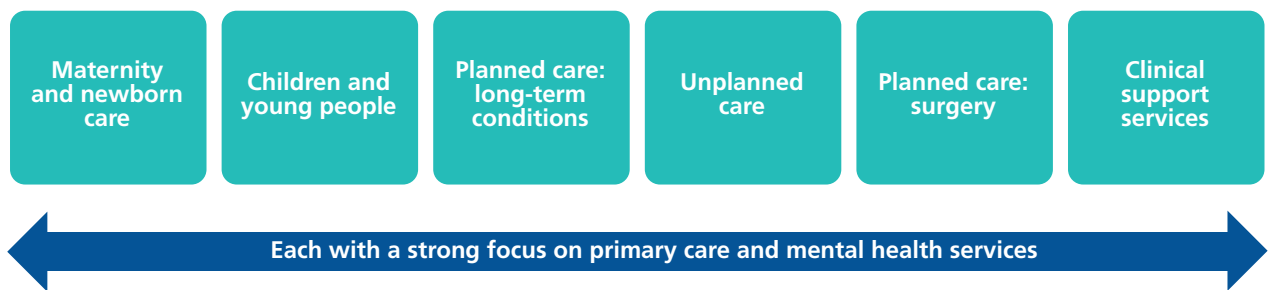 Maternity
and newborn
care
Children and
young people
Planned care:
long-term
conditions
Unplanned
care
Planned care:
surgery
Clinical
support
services
Each with a strong focus on primary care and mental health services